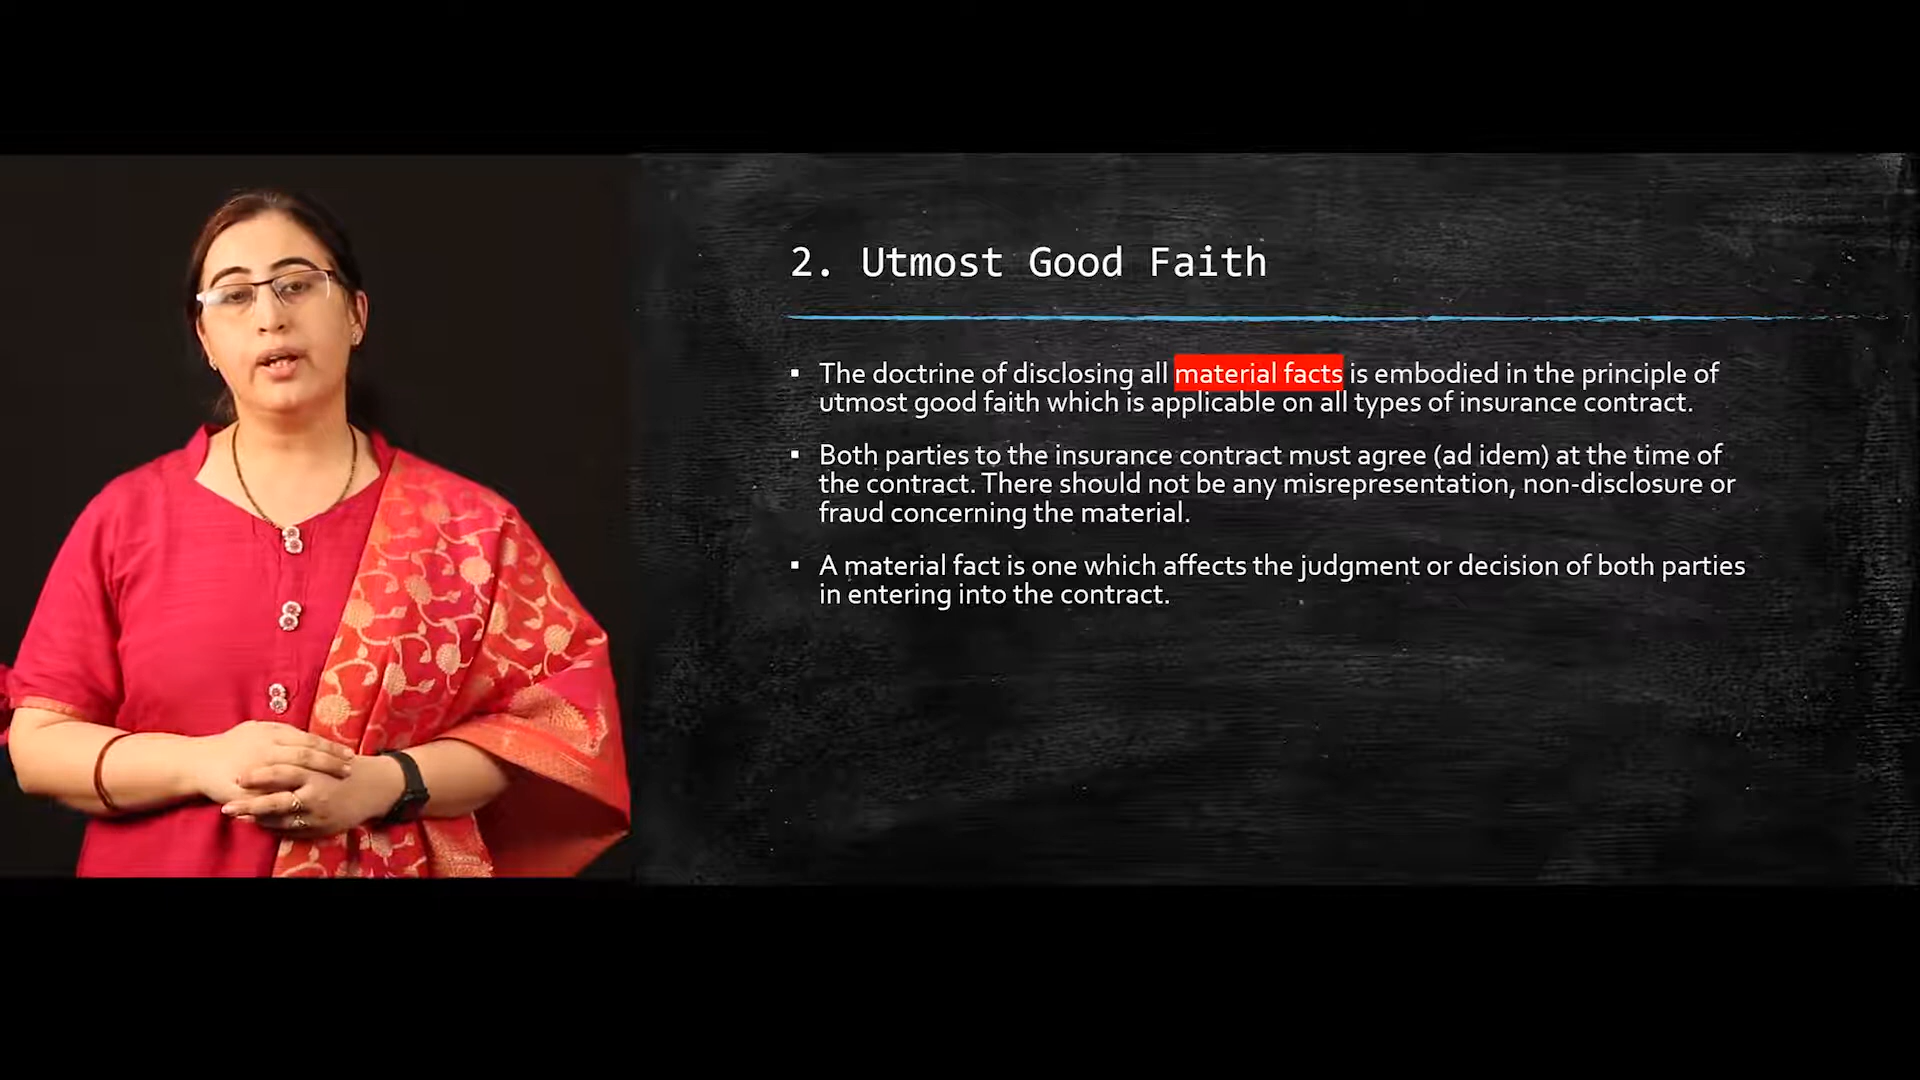 2. Utmost Good Faith
▪ The doctrine of disclosing all material facts is embodied in the principle of
utmost good faith which is applicable on all types of insurance contract.
▪ Both parties to the insurance contract must agree (ad idem) at the time of
the contract. There should not be any misrepresentation, non-disclosure or
fraud concerning the material.
▪ A material fact is one which affects the judgment or decision of both parties
in entering into the contract.